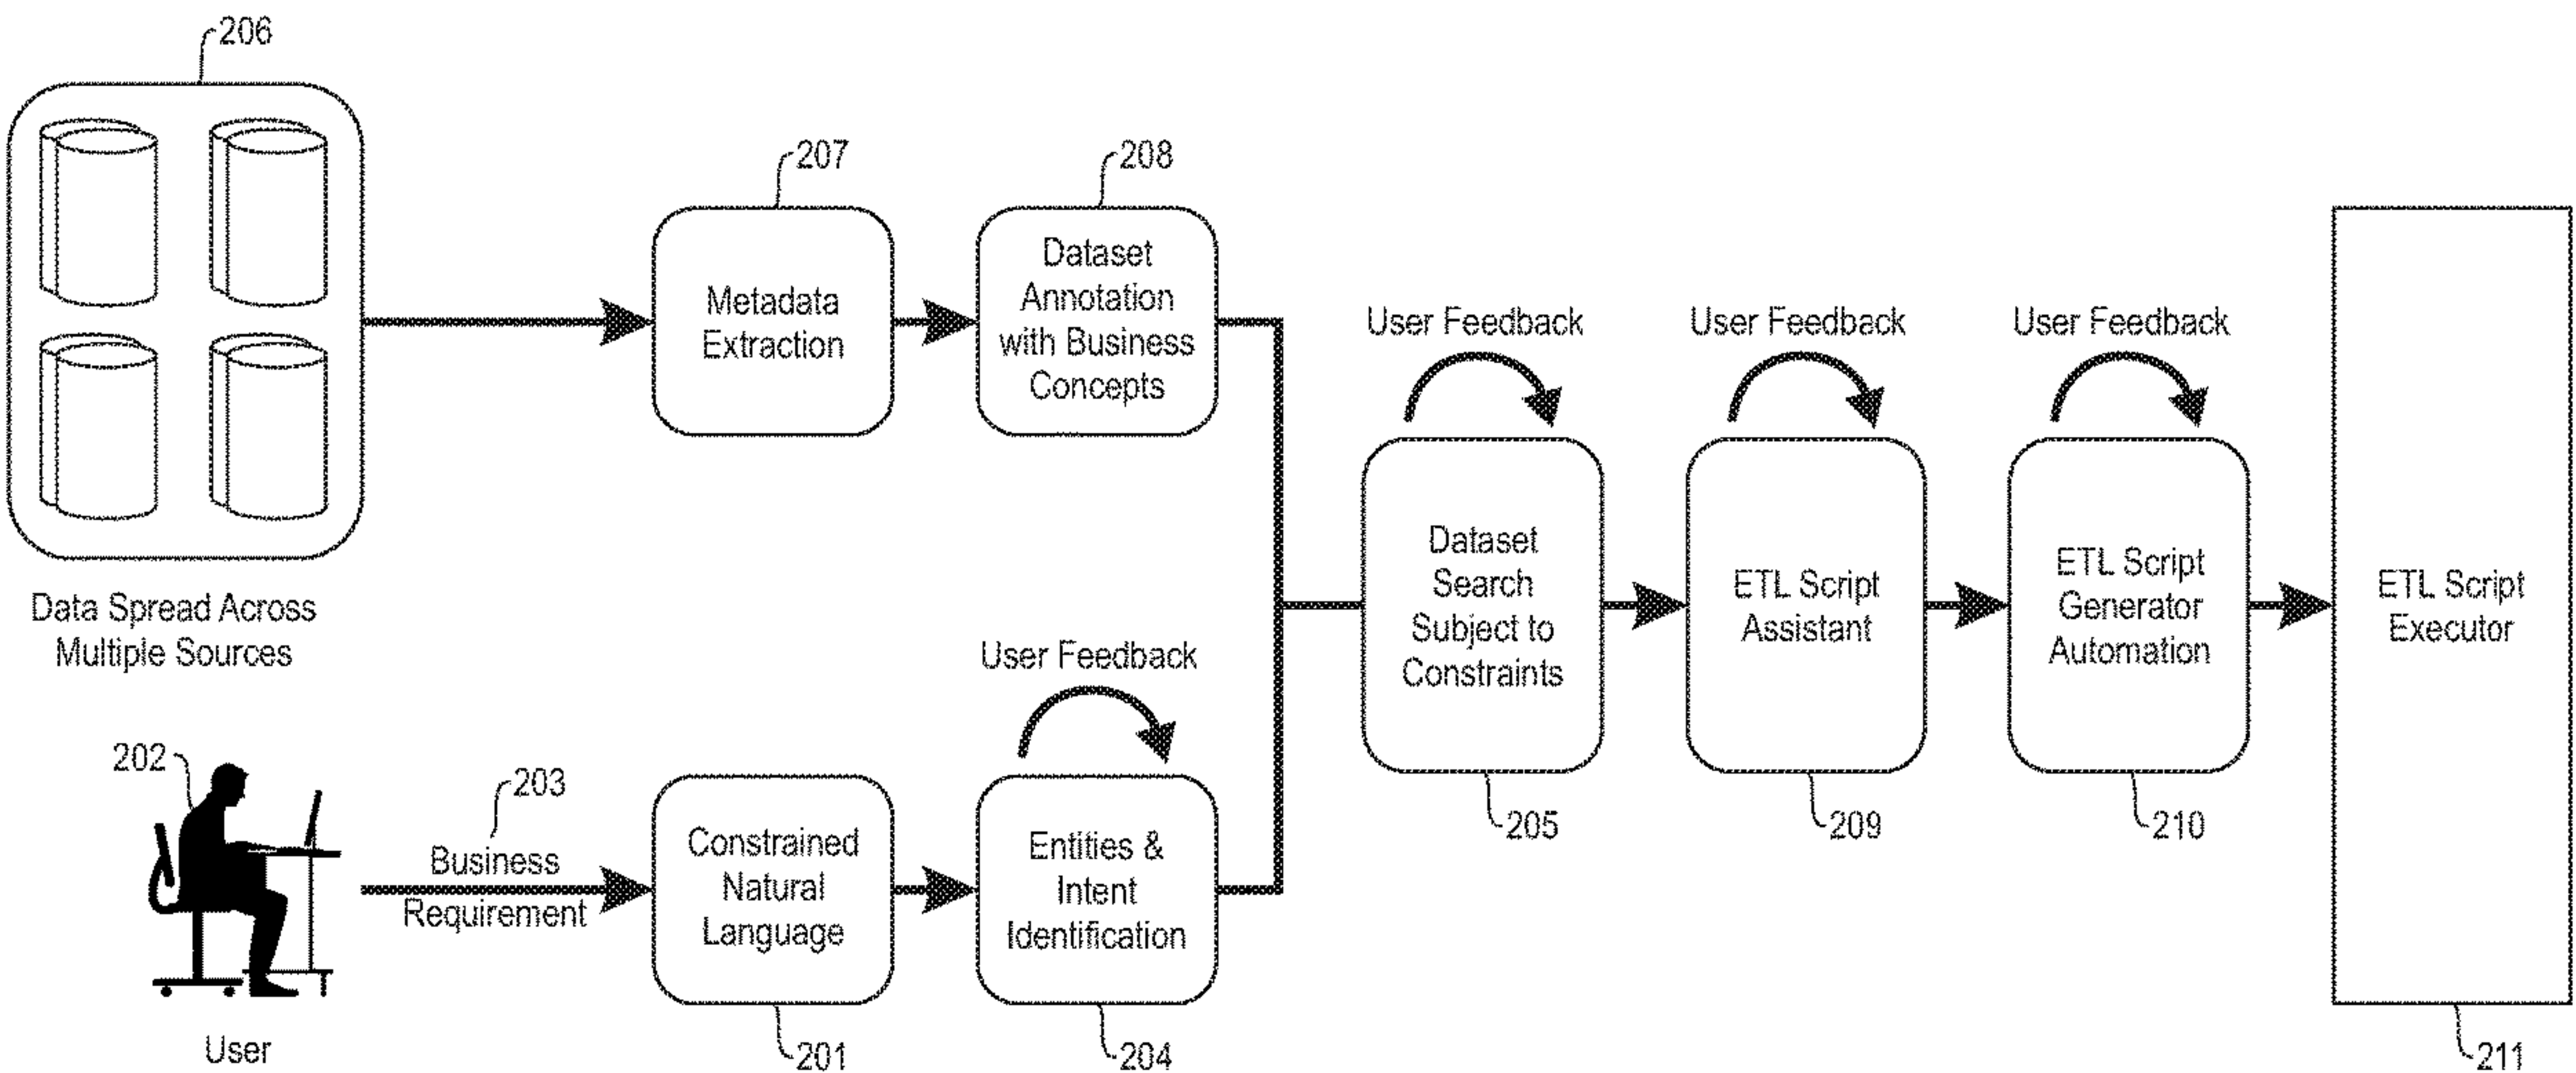 206
207
208
Metadata
Extraction
Dataset
Annotation
with Business
Concepts
Data Spread Across
Multiple Sources
202
User
203
Business
Requirement
Constrained
Natural
Language
201
User Feedback
Entities &
Intent
Identification
204
User Feedback
Dataset
Search
Subject to
Constraints
205
User Feedback
ETL Script
Assistant
209
User Feedback
ETL Script
Generator
Automation
210
ETL Script
Executor
211